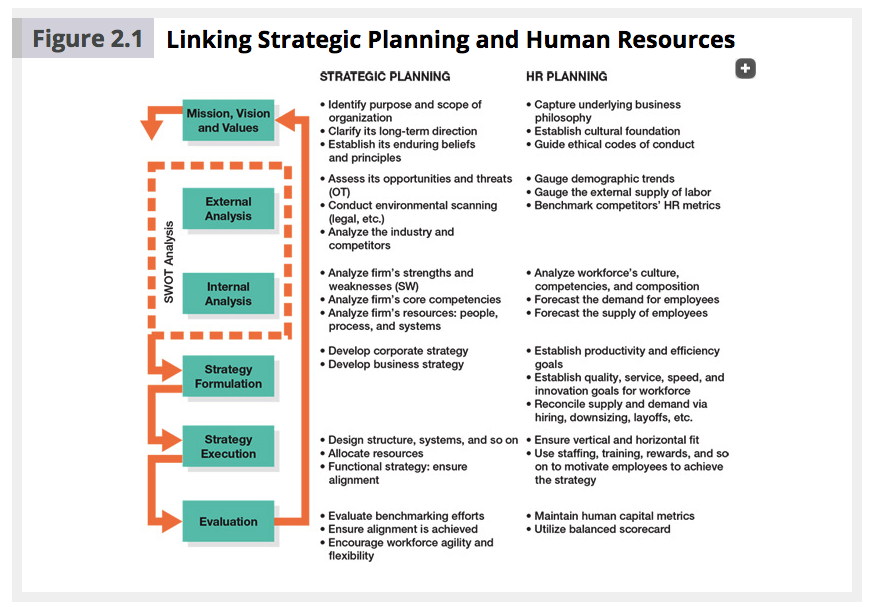 Figure 2.1 Linking Strategic Planning and Human Resources
STRATEGIC PLANNING
HR PLANNING
Mission, Vision
and Values
• Identify purpose and scope of
organization
• Clarify its long-term direction
• Establish its enduring beliefs
and principles
• Capture underlying business
philosophy
• Establish cultural foundation
• Guide ethical codes of conduct
SWOT Analysis
External
Analysis
• Assess its opportunities and threats
(OT)
• Conduct environmental scanning
(legal, etc.)
• Analyze the industry and
competitors
• Gauge demographic trends
• Gauge the external supply of labor
• Benchmark competitors' HR metrics
Internal
Analysis
• Analyze firm's strengths and
weaknesses (SW)
• Analyze firm's core competencies
• Analyze firm's resources: people,
process, and systems
• Analyze workforce's culture,
competencies, and composition
• Forecast the demand for employees
• Forecast the supply of employees
Strategy
Formulation
• Develop corporate strategy
• Develop business strategy
• Establish productivity and efficiency
goals
• Establish quality, service, speed, and
innovation goals for workforce
• Reconcile supply and demand via
hiring, downsizing, layoffs, etc.
Strategy
Execution
• Design structure, systems, and so on
• Allocate resources
• Functional strategy: ensure
alignment
• Ensure vertical and horizontal fit
• Use staffing, training, rewards, and so
on to motivate employees to achieve
the strategy
Evaluation
• Evaluate benchmarking efforts
• Ensure alignment is achieved
• Encourage workforce agility and
flexibility
• Maintain human capital metrics
• Utilize balanced scorecard